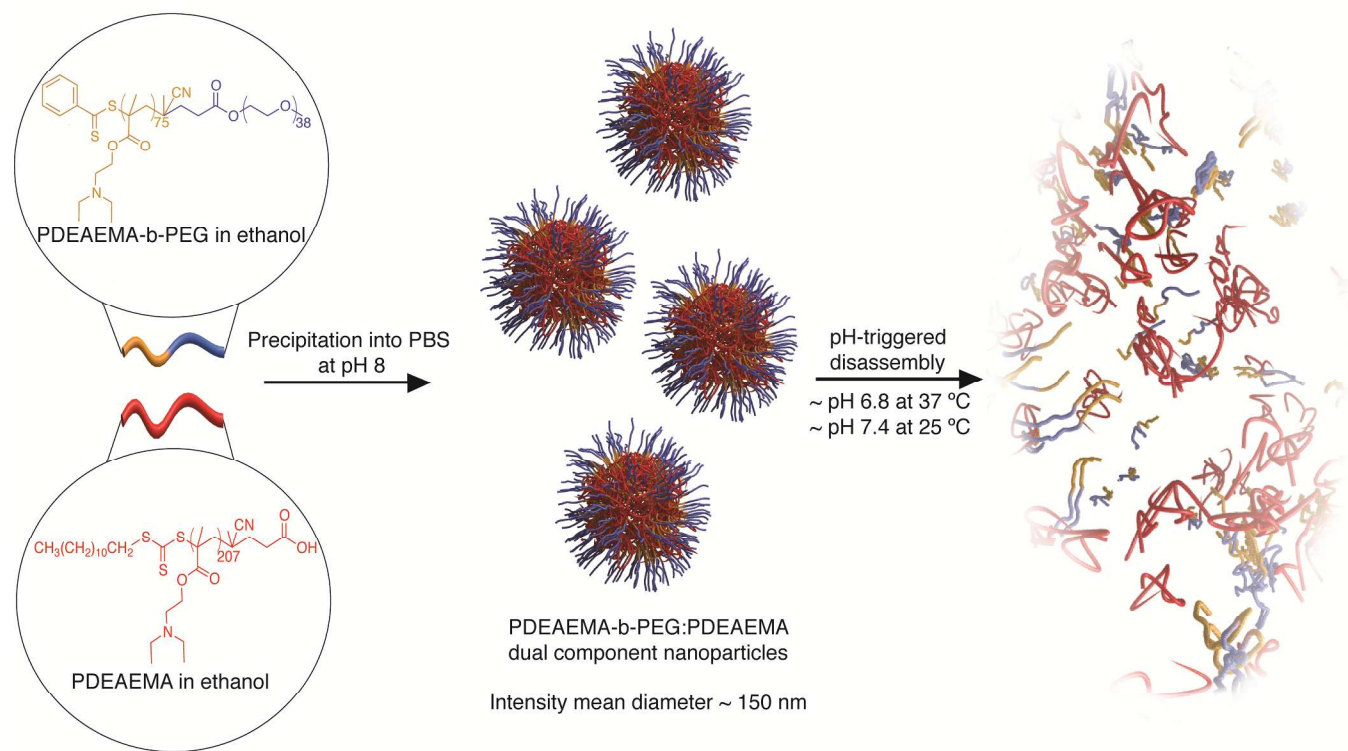 CN
S
O
75
O
O
38
S
O
O
N
PDEAEMA-b-PEG in ethanol
Precipitation into PBS
at pH 8
pH-triggered
disassembly
~ pH 6.8 at 37 ºC
~ pH 7.4 at 25 ºC
CN
O
CH3(CH2)10CH2
S
S
207
OH
S
O
O
N
PDEAEMA in ethanol
PDEAEMA-b-PEG:PDEAEMA
dual component nanoparticles
Intensity mean diameter ~ 150 nm